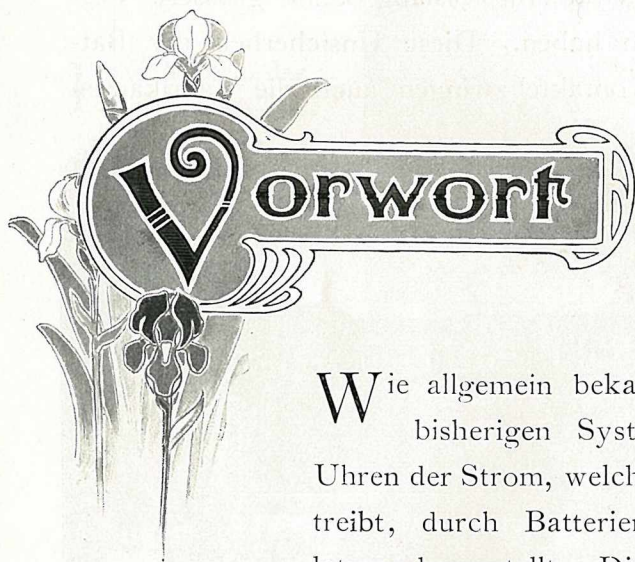 Vorwort
Wie allgemein beka
bisherigen Syst
Uhren der Strom, welch
treibt, durch Batterien